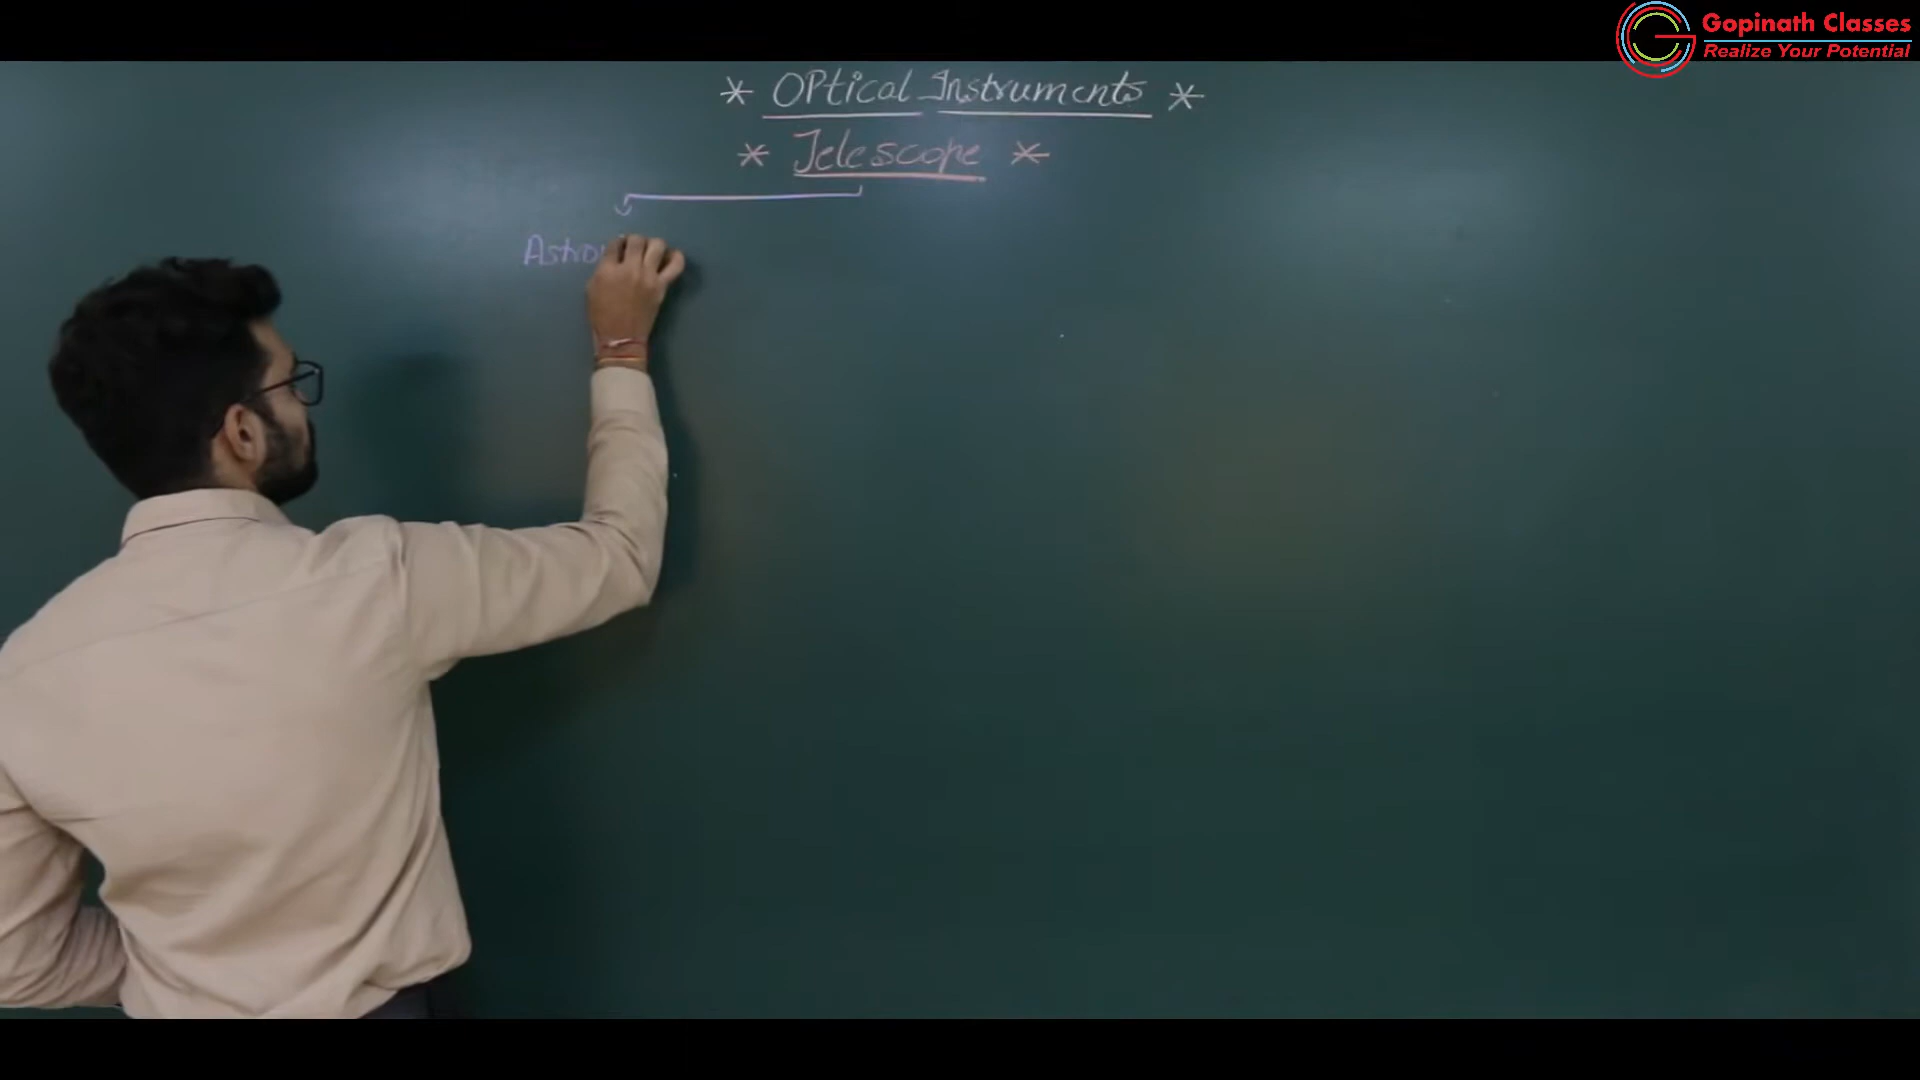 Gopinath Classes
Realize Your Potential
* OPtical Instruments *
* Telescope *
Astro